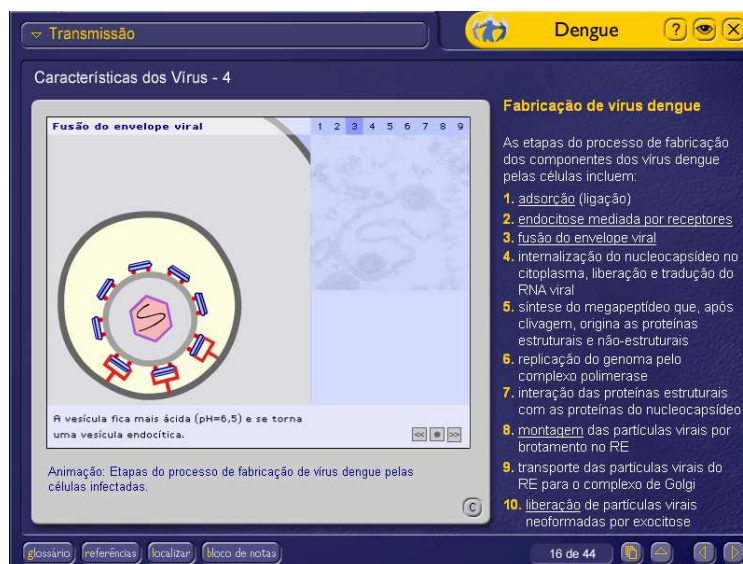 Transmissão
Dengue
?
X
Características dos Vírus - 4
Fusão do envelope viral
1 2 3 4 5 6 7 8 9
A vesícula fica mais ácida (pH=6,5) e se torna
uma vesícula endocítica.
<< >>
Animação: Etapas do processo de fabricação de vírus dengue pelas
células infectadas.
C
Fabricação de vírus dengue
As etapas do processo de fabricação
dos componentes dos vírus dengue
pelas células incluem:
1. adsorção (ligação)
2. endocitose mediada por receptores
3. fusão do envelope viral
4. internalização do nucleocapsídeo no
citoplasma, liberação e tradução do
RNA viral
5. síntese do megapeptídeo que, após
clivagem, origina as proteínas
estruturais e não-estruturais
6. replicação do genoma pelo
complexo polimerase
7. interação das proteínas estruturais
com as proteínas do nucleocapsídeo
8. montagem das partículas virais por
brotamento no RE
9. transporte das partículas virais do
RE para o complexo de Golgi
10. liberação de partículas virais
neoformadas por exocitose
glossário referências localizar bloco de notas
16 de 44